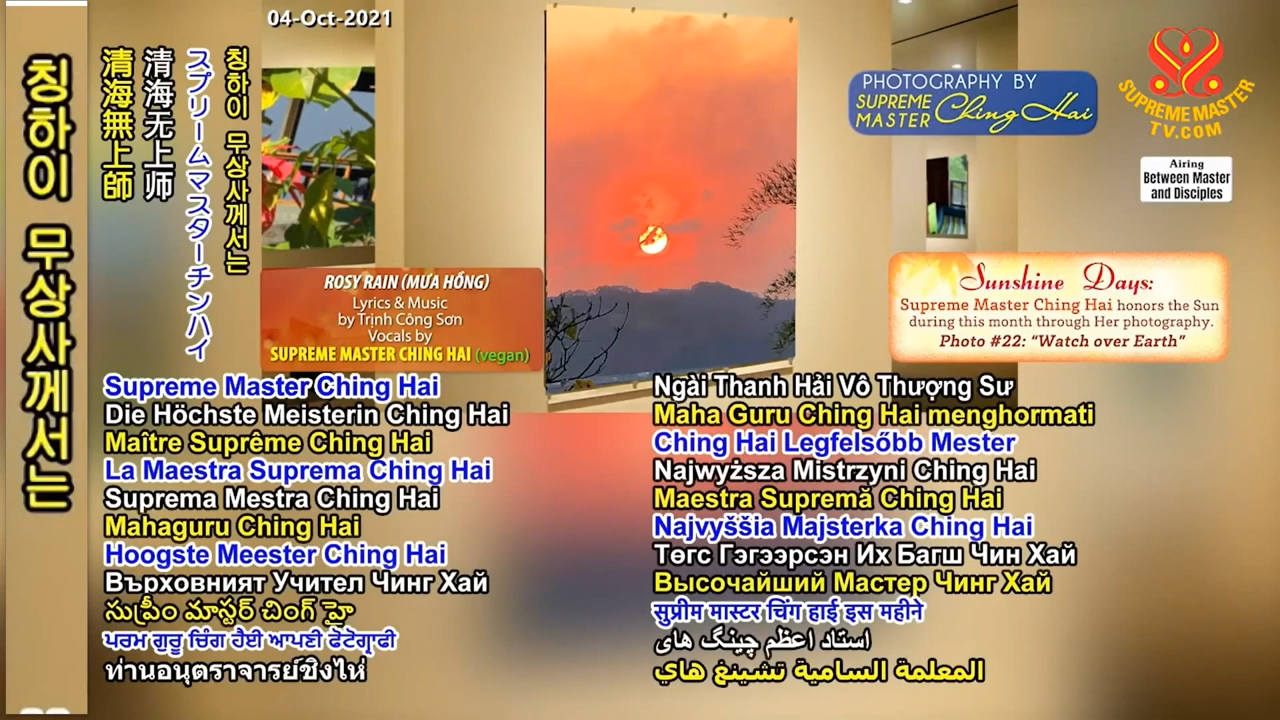 04-Oct-2021
칭하이 무상사께서는
清海無上師
清海无上师
スプリームマスターチンハイ
칭하이 무상사께서는
PHOTOGRAPHY BY
SUPREME MASTER Ching Hai
SUPREME MASTER
TV.COM
Airing
Between Master
and Disciples
ROSY RAIN (MƯA HỒNG)
Lyrics & Music
by Trịnh Công Sơn
Vocals by
SUPREME MASTER CHING HAI (vegan)
Sunshine Days:
Supreme Master Ching Hai honors the Sun
during this month through Her photography.
Photo #22: “Watch over Earth”
Supreme Master Ching Hai
Die Höchste Meisterin Ching Hai
Maître Suprême Ching Hai
La Maestra Suprema Ching Hai
Suprema Mestra Ching Hai
Mahaguru Ching Hai
Hoogste Meester Ching Hai
Върховният Учител Чинг Хай
సుప్రీం మాస్టర్ చింగ్ హై
ਪਰਮ ਗੁਰੂ ਚਿੰਗ ਹੈਈ ਆਪਣੀ ਫੋਟੋਗ੍ਰਾਫੀ
ท่านอนุตราจารย์ชิงไห่
Ngài Thanh Hải Vô Thượng Sư
Maha Guru Ching Hai menghormati
Ching Hai Legfelsőbb Mester
Najwyższa Mistrzyni Ching Hai
Maestra Supremă Ching Hai
Najvyššia Majsterka Ching Hai
Төгс Гэгээрсэн Их Багш Чин Хай
Высочайший Мастер Чинг Хай
सुप्रीम मास्टर चिंग हाई इस महीने
استاد اعظم چینگ های
المعلمة السامية تشينغ هاي